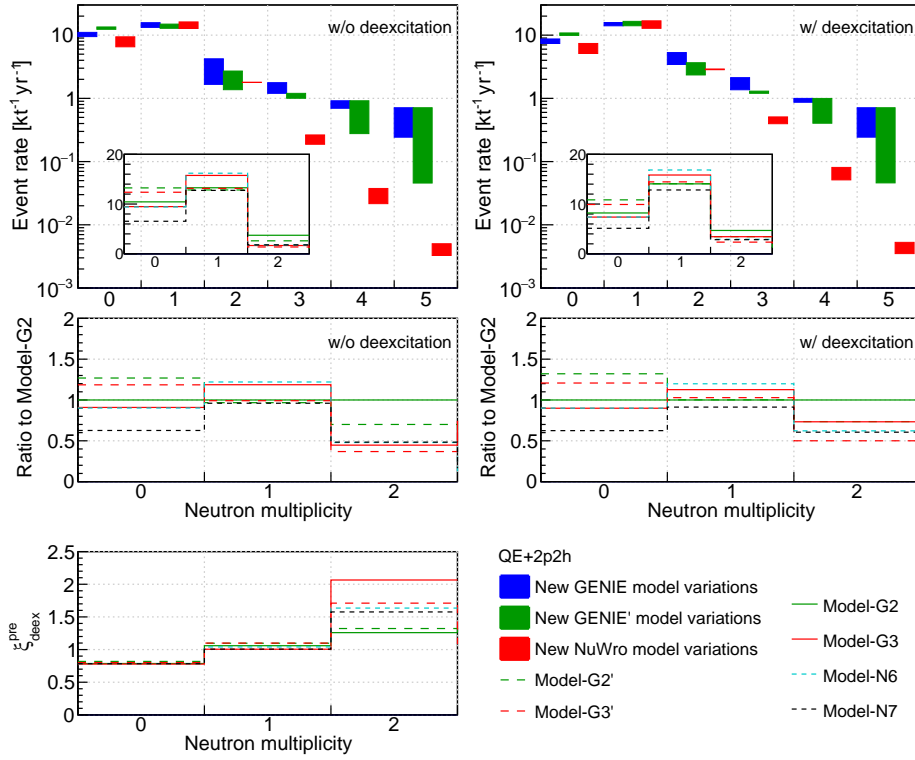 w/o deexcitation
Event rate [kt⁻¹ yr⁻¹]
10
1
10⁻¹
10⁻²
10⁻³
20
10
0
0 1 2
0 1 2 3 4 5
w/ deexcitation
Event rate [kt⁻¹ yr⁻¹]
10
1
10⁻¹
10⁻²
10⁻³
20
10
0
0 1 2
0 1 2 3 4 5
w/o deexcitation
Ratio to Model-G2
2
1.5
1
0.5
0
0 1 2
Neutron multiplicity
w/ deexcitation
Ratio to Model-G2
2
1.5
1
0.5
0
0 1 2
Neutron multiplicity
ξ^pre_deex
2.5
2
1.5
1
0.5
0
0 1 2
Neutron multiplicity
QE+2p2h
New GENIE model variations
New GENIE' model variations
New NuWro model variations
Model-G2'
Model-G3'
Model-G2
Model-G3
Model-N6
Model-N7